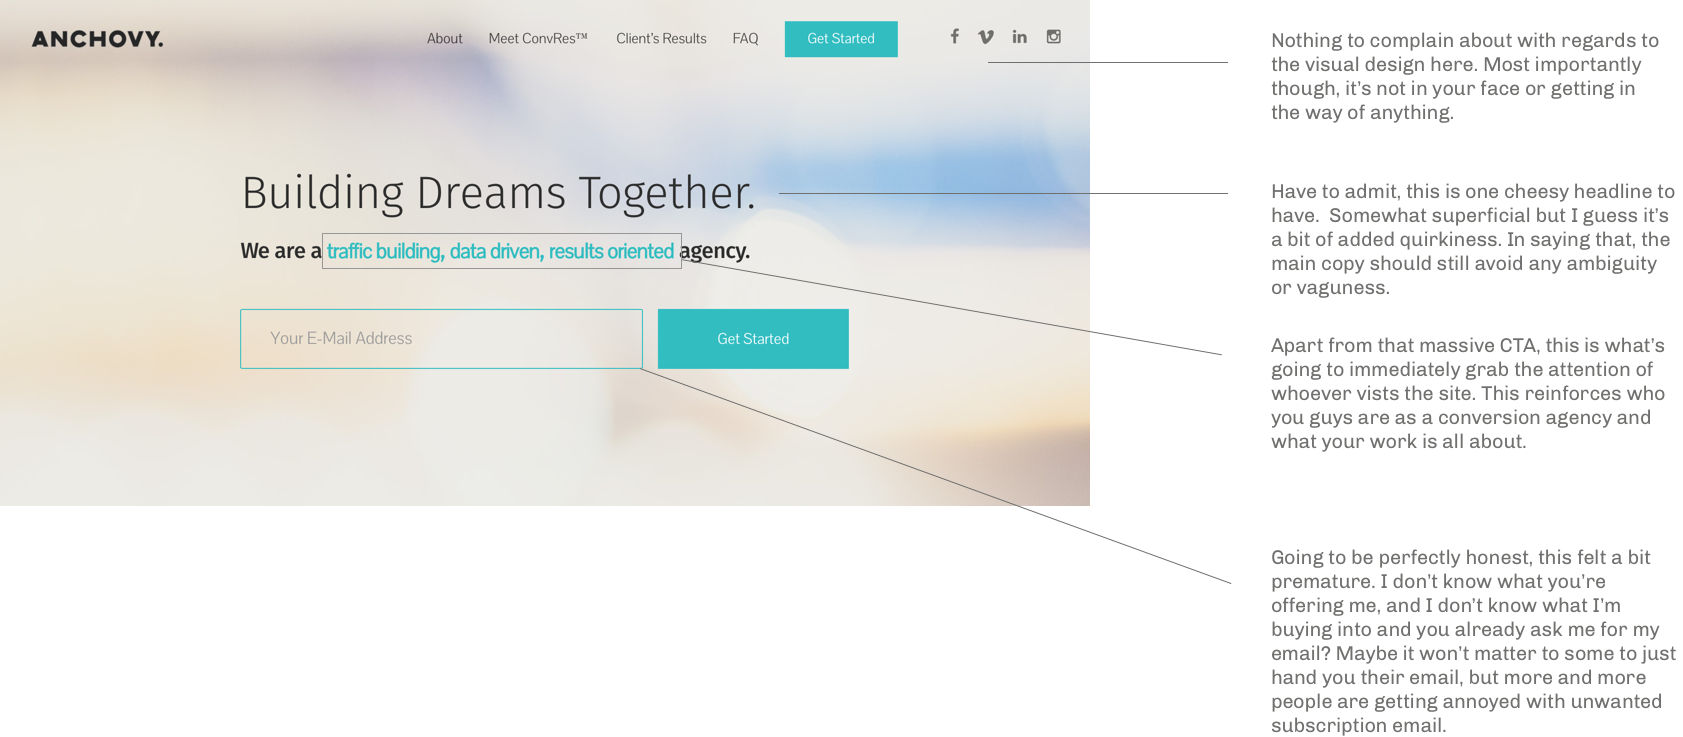 ANCHOVY.
About Meet ConvRes™ Client's Results FAQ Get Started
Building Dreams Together.
We are a traffic building, data driven, results oriented agency.
Your E-Mail Address
Get Started
Nothing to complain about with regards to
the visual design here. Most importantly
though, it's not in your face or getting in
the way of anything.
Have to admit, this is one cheesy headline to
have.  Somewhat superficial but I guess it's
a bit of added quirkiness. In saying that, the
main copy should still avoid any ambiguity
or vagueness.
Apart from that massive CTA, this is what's
going to immediately grab the attention of
whoever vists the site. This reinforces who
you guys are as a conversion agency and
what your work is all about.
Going to be perfectly honest, this felt a bit
premature. I don't know what you're
offering me, and I don't know what I'm
buying into and you already ask me for my
email? Maybe it won't matter to some to just
hand you their email, but more and more
people are getting annoyed with unwanted
subscription email.